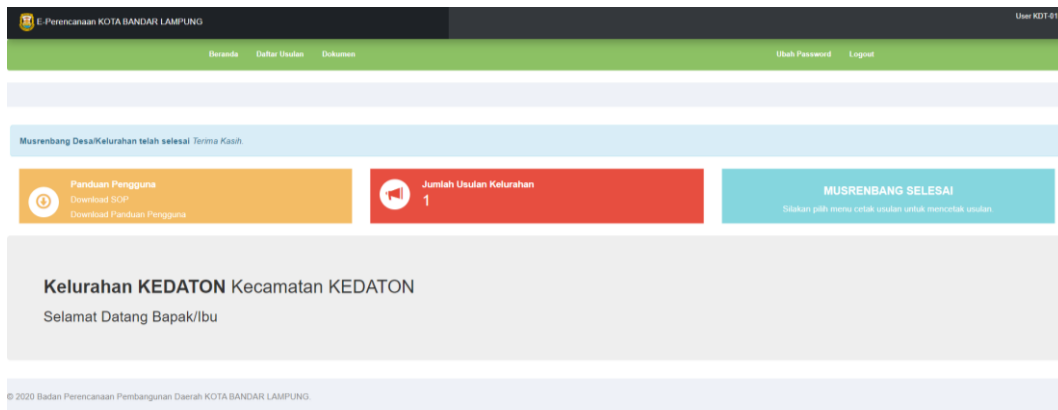 E-Perencanaan KOTA BANDAR LAMPUNG
User KDT-01
Beranda Daftar Usulan Dokumen Ubah Password Logout
Musrenbang Desa/Kelurahan telah selesai Terima Kasih.
Panduan Pengguna
Download SOP
Download Panduan Pengguna
Jumlah Usulan Kelurahan
1
MUSRENBANG SELESAI
Silakan pilih menu cetak usulan untuk mencetak usulan.
Kelurahan KEDATON Kecamatan KEDATON
Selamat Datang Bapak/Ibu
© 2020 Badan Perencanaan Pembangunan Daerah KOTA BANDAR LAMPUNG.